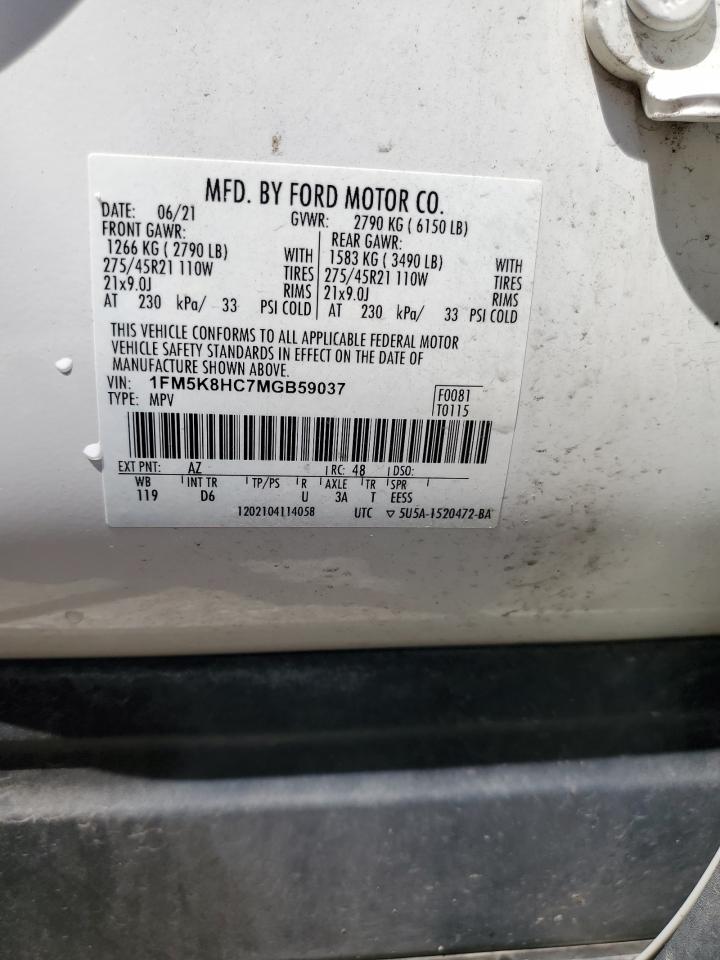 MFD. BY FORD MOTOR CO.
DATE: 06/21 GVWR: 2790 KG ( 6150 LB)
FRONT GAWR: REAR GAWR:
1266 KG ( 2790 LB) WITH 1583 KG ( 3490 LB) WITH
275/45R21 110W TIRES 275/45R21 110W TIRES
21x9.0J RIMS 21x9.0J RIMS
AT 230 kPa/ 33 PSI COLD AT 230 kPa/ 33 PSI COLD
THIS VEHICLE CONFORMS TO ALL APPLICABLE FEDERAL MOTOR
VEHICLE SAFETY STANDARDS IN EFFECT ON THE DATE OF
MANUFACTURE SHOWN ABOVE.
VIN: 1FM5K8HC7MGB59037 F0081
TYPE: MPV T0115
EXT PNT: AZ RC: 48 DSO:
WB INT TR TP/PS R AXLE TR SPR
119 D6 U 3A T EESS
1202104114058 UTC ▽ 5U5A-1520472-BA